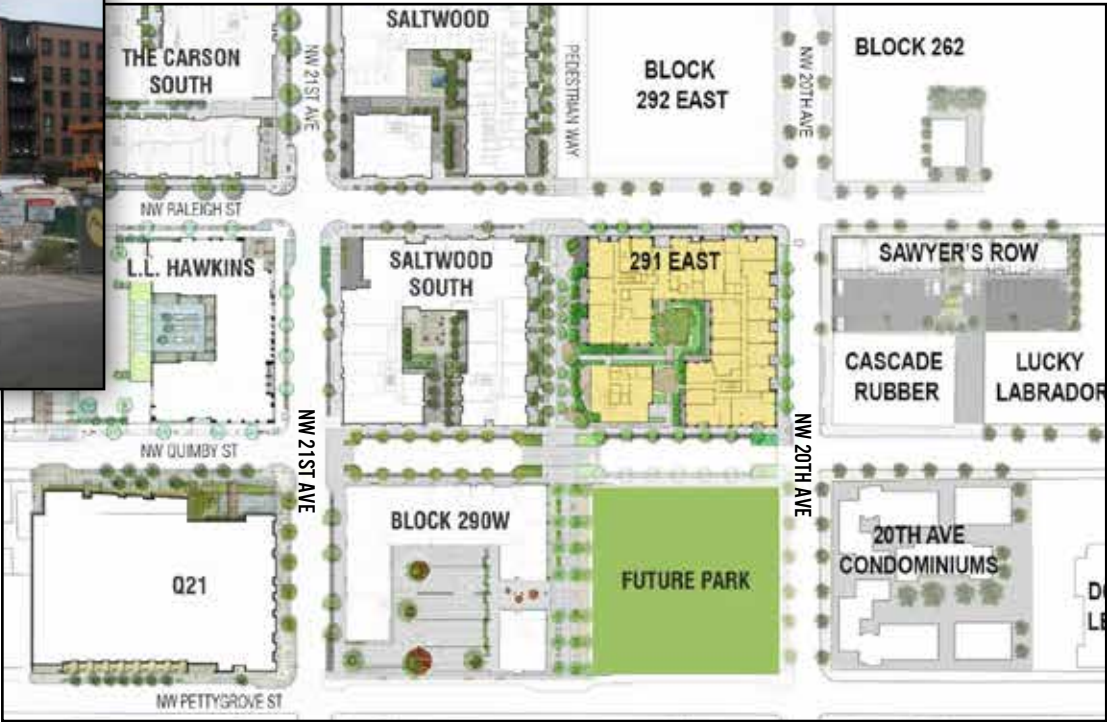 SALTWOOD
THE CARSON
SOUTH
NW 21ST AVE
PEDESTRIAN WAY
BLOCK
292 EAST
NW 20TH AVE
BLOCK 262
NW RALEIGH ST
L.L. HAWKINS
SALTWOOD
SOUTH
291 EAST
SAWYER'S ROW
CASCADE
RUBBER
LUCKY
LABRADOR
NW QUIMBY ST
NW 21ST AVE
NW 20TH AVE
Q21
BLOCK 290W
FUTURE PARK
20TH AVE
CONDOMINIUMS
NW PETTYGROVE ST